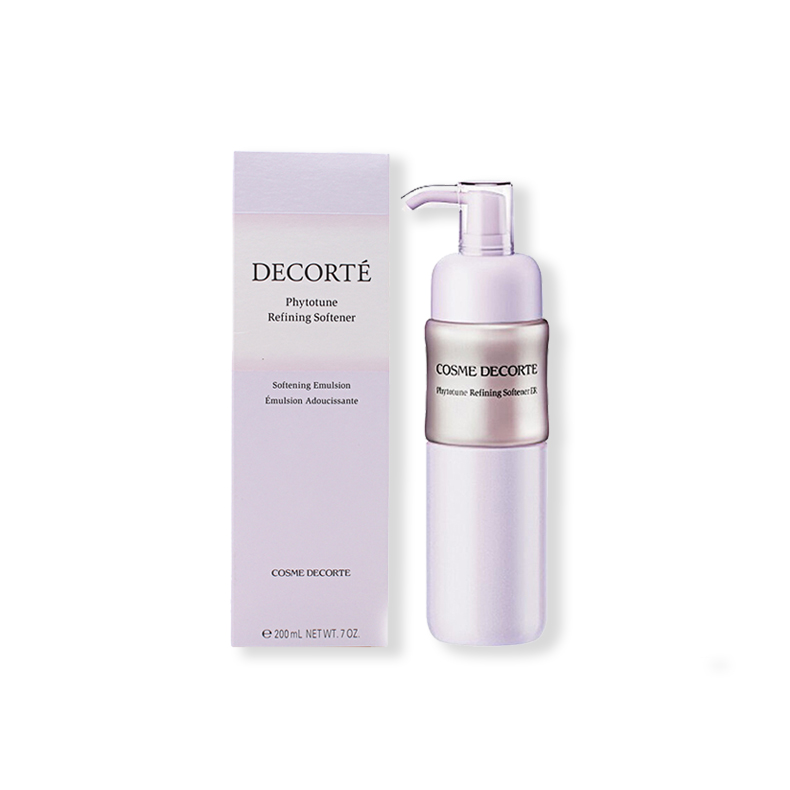 DECORTÉ
Phytotune
Refining Softener
Softening Emulsion
Émulsion Adoucissante
COSME DECORTE
℮ 200 mL NET WT. 7 OZ.
COSME DECORTE
Phytotune Refining Softener ER